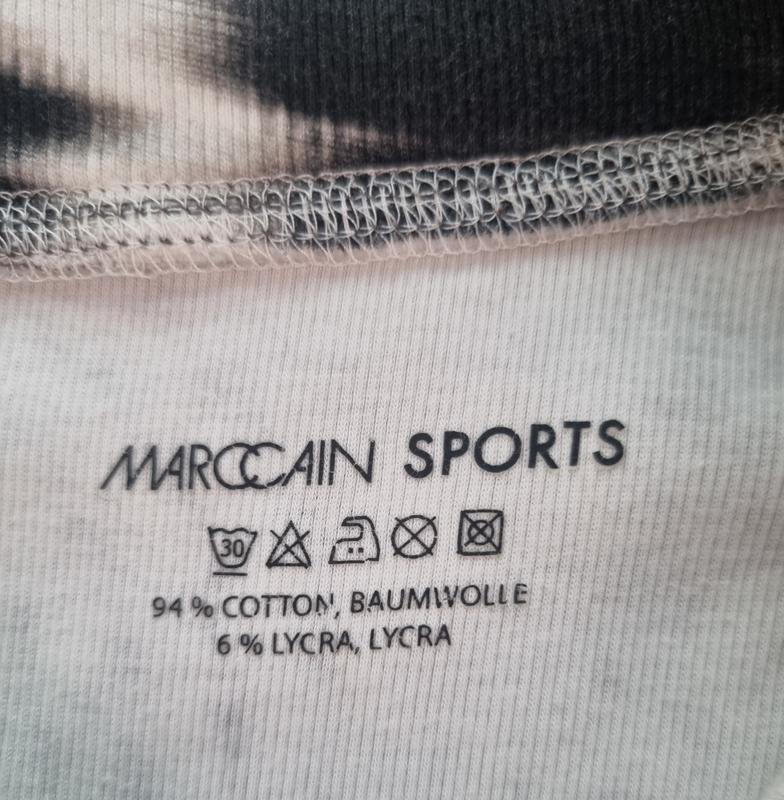 MARCCAIN SPORTS
30
94 % COTTON, BAUMWOLLE
6 % LYCRA, LYCRA